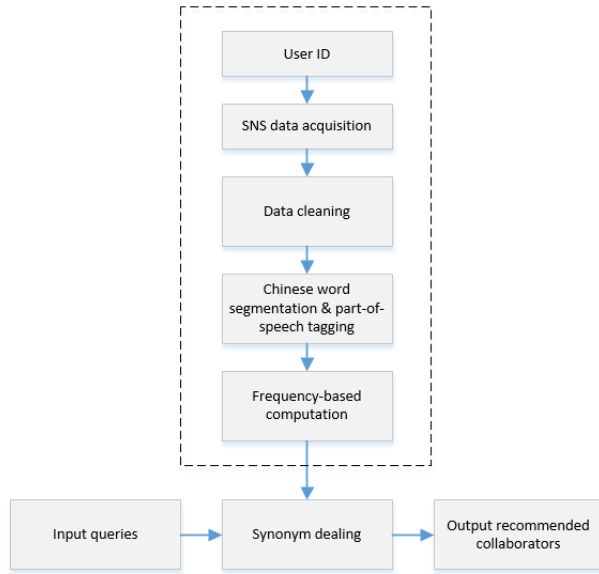 User ID
SNS data acquisition
Data cleaning
Chinese word
segmentation & part-of-
speech tagging
Frequency-based
computation
Input queries
Synonym dealing
Output recommended
collaborators